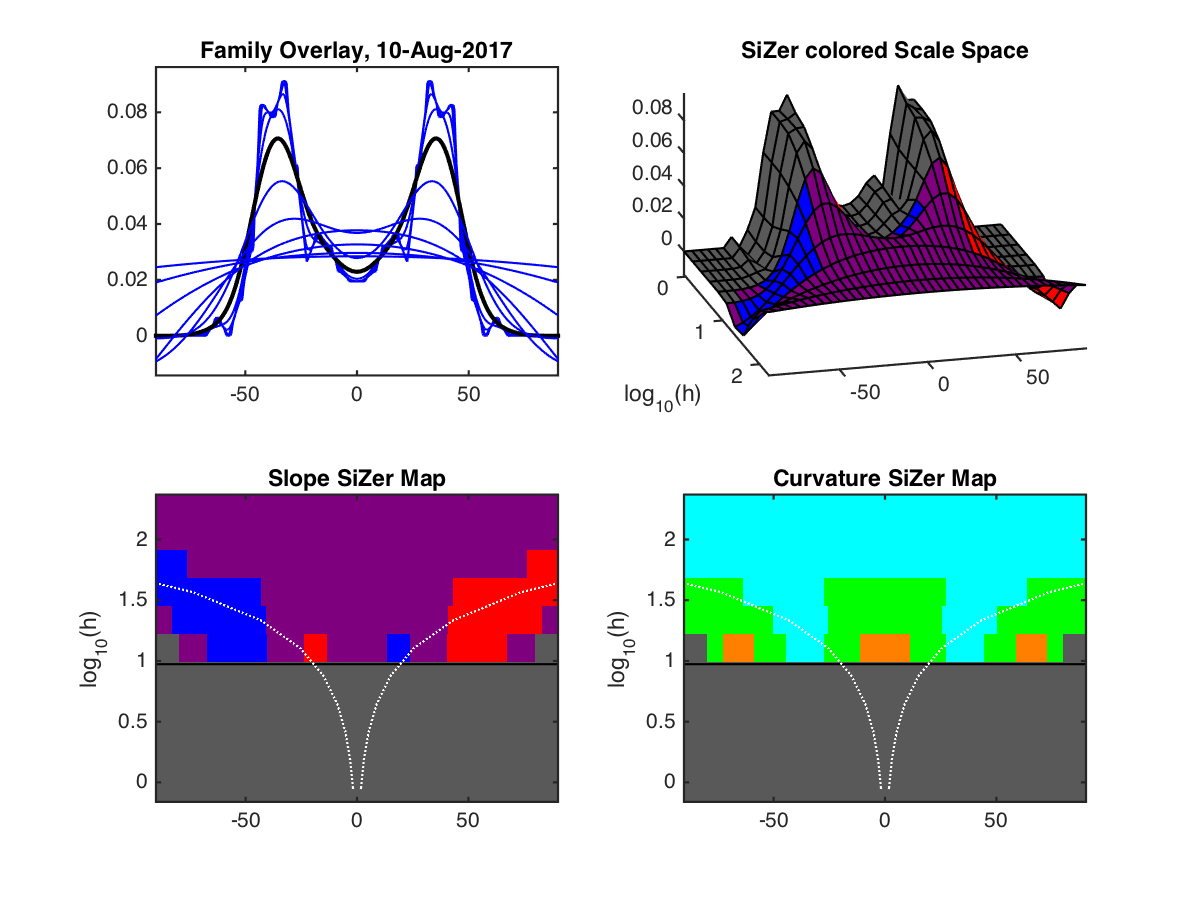 Family Overlay, 10-Aug-2017
0.08
0.06
0.04
0.02
0
-50 0 50
SiZer colored Scale Space
0.08
0.06
0.04
0.02
0
0
1
2
log10(h)
-50 0 50
Slope SiZer Map
2
1.5
1
0.5
0
log10(h)
-50 0 50
Curvature SiZer Map
2
1.5
1
0.5
0
log10(h)
-50 0 50